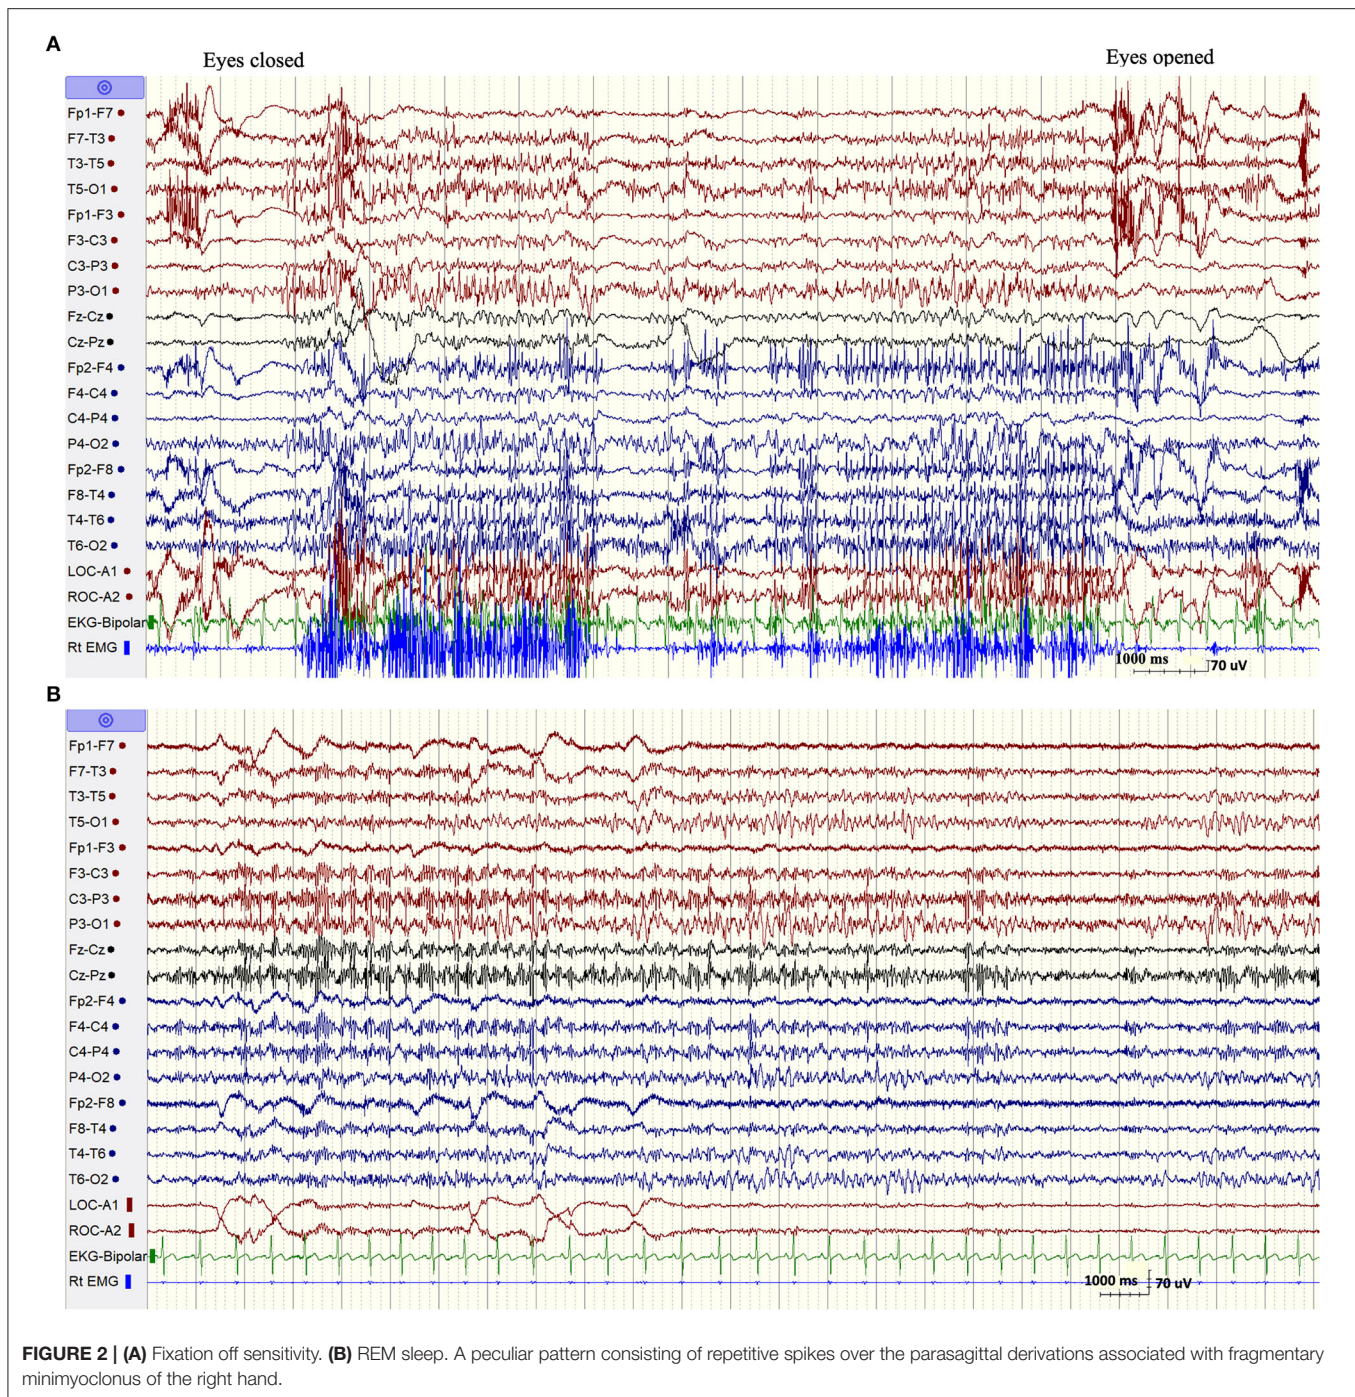 A
Eyes closed
Eyes opened
Fp1-F7
F7-T3
T3-T5
T5-O1
Fp1-F3
F3-C3
C3-P3
P3-O1
Fz-Cz
Cz-Pz
Fp2-F4
F4-C4
C4-P4
P4-O2
Fp2-F8
F8-T4
T4-T6
T6-O2
LOC-A1
ROC-A2
EKG-Bipolar
Rt EMG
1000 ms
70 uV
B
Fp1-F7
F7-T3
T3-T5
T5-O1
Fp1-F3
F3-C3
C3-P3
P3-O1
Fz-Cz
Cz-Pz
Fp2-F4
F4-C4
C4-P4
P4-O2
Fp2-F8
F8-T4
T4-T6
T6-O2
LOC-A1
ROC-A2
EKG-Bipolar
Rt EMG
1000 ms
70 uV
FIGURE 2 | (A) Fixation off sensitivity. (B) REM sleep. A peculiar pattern consisting of repetitive spikes over the parasagittal derivations associated with fragmentary
minimyoclonus of the right hand.